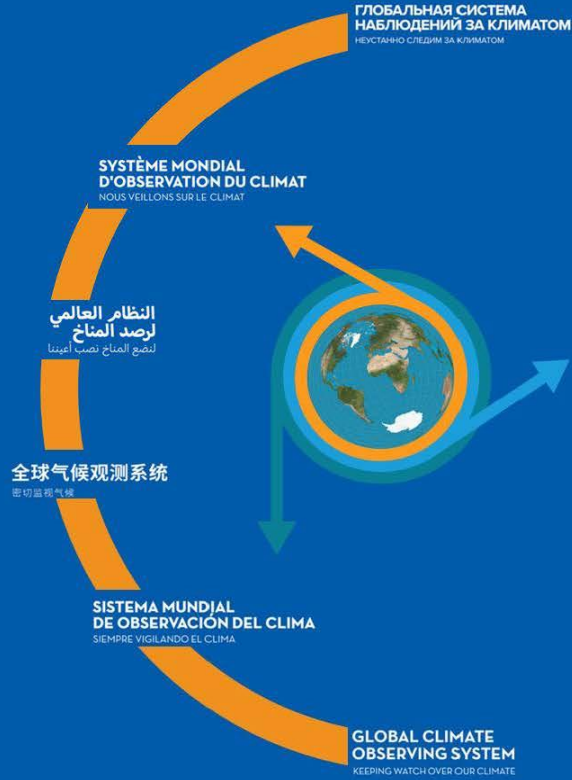 ГЛОБАЛЬНАЯ СИСТЕМА
НАБЛЮДЕНИЙ ЗА КЛИМАТОМ
НЕУСТАННО СЛЕДИМ ЗА КЛИМАТОМ
SYSTÈME MONDIAL
D'OBSERVATION DU CLIMAT
NOUS VEILLONS SUR LE CLIMAT
النظام العالمي
لرصد المناخ
لنضع المناخ نصب أعيننا
全球气候观测系统
密切监视气候
SISTEMA MUNDIAL
DE OBSERVACIÓN DEL CLIMA
SIEMPRE VIGILANDO EL CLIMA
GLOBAL CLIMATE
OBSERVING SYSTEM
KEEPING WATCH OVER OUR CLIMATE